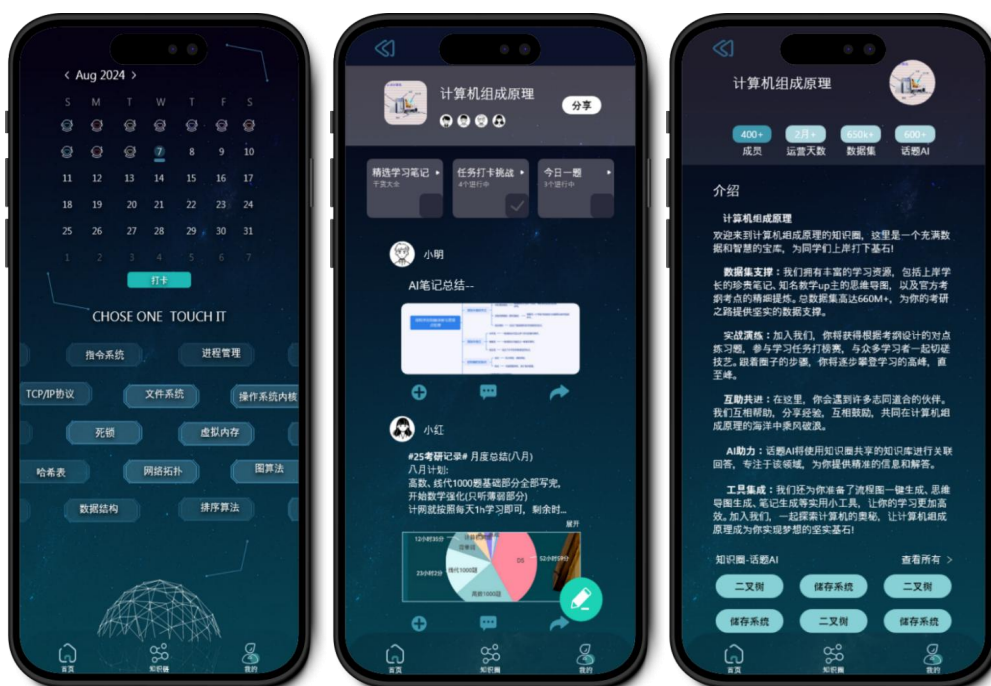 < Aug 2024 >
S M T W T F S
7 8 9 10
11 12 13 14 15 16 17
18 19 20 21 22 23 24
25 26 27 28 29 30 31
1 2 3 4 5 6 7
打卡
CHOSE ONE TOUCH IT
指令系统 进程管理
TCP/IP协议 文件系统 操作系统内核
死锁 虚拟内存
哈希表 网络拓扑 图算法
数据结构 排序算法
首页 知识链 我的
计算机组成原理
分享
精选学习笔记
干货大全
任务打卡挑战
4个进行中
今日一题
3个进行中
小明
AI笔记总结--
小红
#25考研记录# 月度总结(八月)
八月计划:
高数、线代1000题基础部分全部写完,
开始数学强化(只听薄弱部分)
计网就按照每天1h学习即可, 剩余时...
展开
12小时35分
23小时2分
线代1000题
高数1000题
DS
首页 知识圈 我的
计算机组成原理
400+ 2月+ 650k+ 600+
成员 运营天数 数据集 话题AI
介绍
计算机组成原理
欢迎来到计算机组成原理的知识圈, 这里是一个充满数
据和智慧的宝库, 为同学们上岸打下基石!
数据集支撑：我们拥有丰富的学习资源, 包括上岸学
长的珍贵笔记、知名教学up主的思维导图, 以及官方考
纲考点的精细提炼。总数据集高达660M+, 为你的考研
之路提供坚实的数据支撑。
实战演练：加入我们, 你将获得根据考纲设计的对点
练习题, 参与学习任务打榜赛, 与众多学习者一起切磋
技艺。跟着圈子的步骤, 你将逐步攀登学习的高峰, 直
至峰。
互助共进：在这里, 你会遇到许多志同道合的伙伴。
我们互相帮助, 分享经验, 互相鼓励, 共同在计算机组
成原理的海洋中乘风破浪。
AI助力：话题AI将使用知识圈共享的知识库进行关联
回答, 专注于该领域, 为你提供精准的信息和解答。
工具集成：我们还为你准备了流程图一键生成、思维
导图生成、笔记生成等实用小工具, 让你的学习更加高
效。加入我们, 一起探索计算机的奥秘, 让计算机组成
原理成为你实现梦想的坚实基石!
知识圈-话题AI 查看所有 >
二叉树 储存系统 二叉树
储存系统 二叉树 储存系统
首页 知识圈 我的